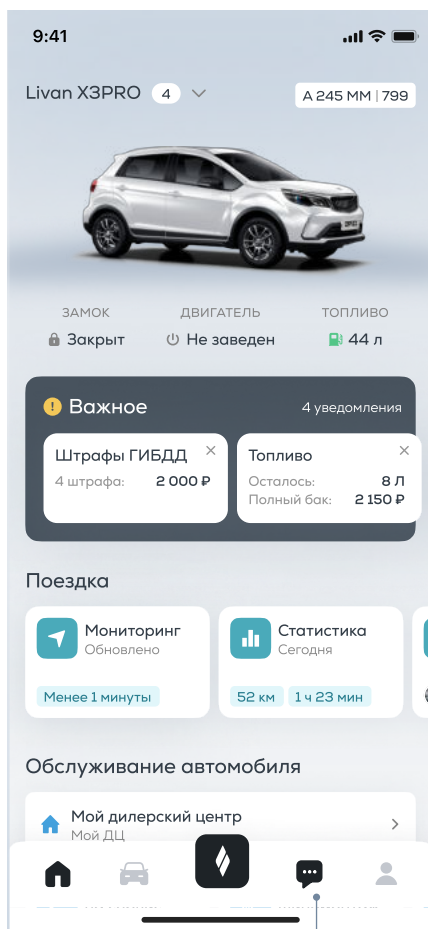 9:41
Livan X3PRO 4
А 245 ММ | 799
ЗАМОК ДВИГАТЕЛЬ ТОПЛИВО
Закрыт Не заведен 44 л
Важное 4 уведомления
Штрафы ГИБДД
4 штрафа: 2 000 ₽
Топливо
Осталось: 8 Л
Полный бак: 2 150 ₽
Поездка
Мониторинг
Обновлено
Менее 1 минуты
Статистика
Сегодня
52 км 1 ч 23 мин
Обслуживание автомобиля
Мой дилерский центр
Мой ДЦ